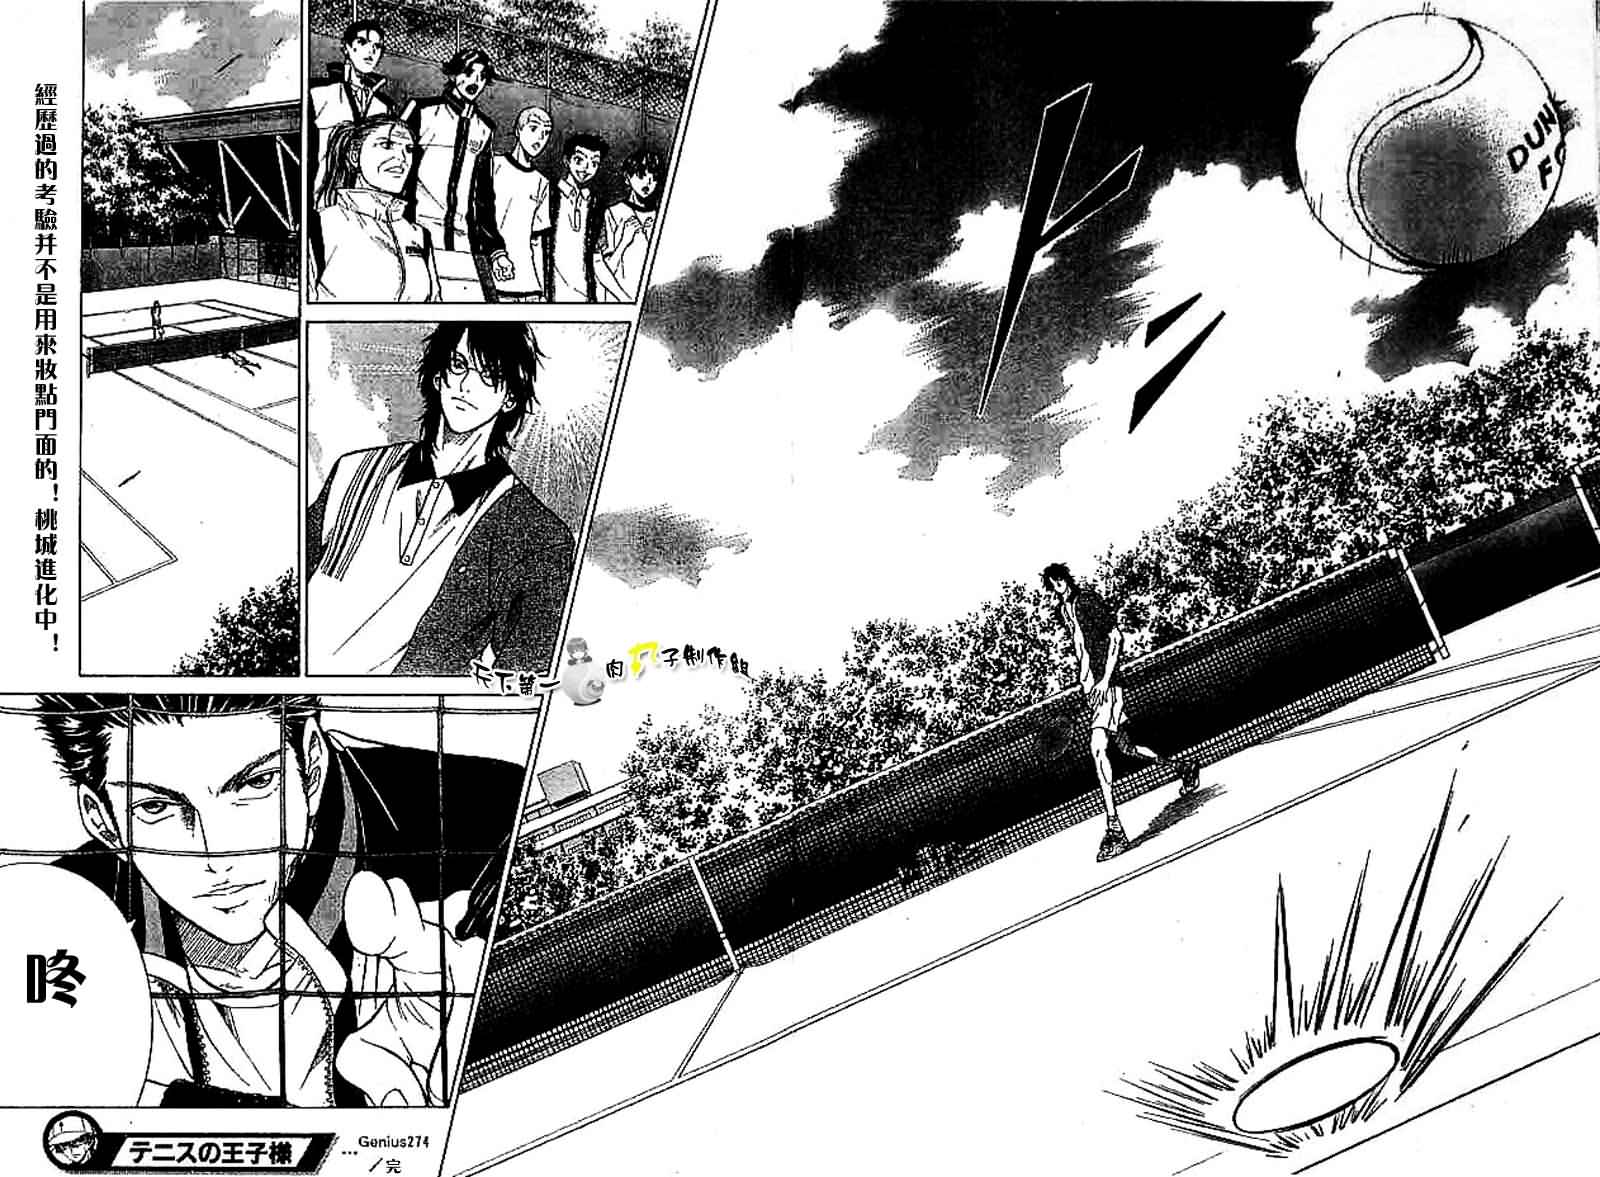 DUN
FO
經歷過的考驗并不是用來妝點門面的！桃城進化中！
天下第一肉丸子制作組
咚
テニスの王子様
… Genius274
／完